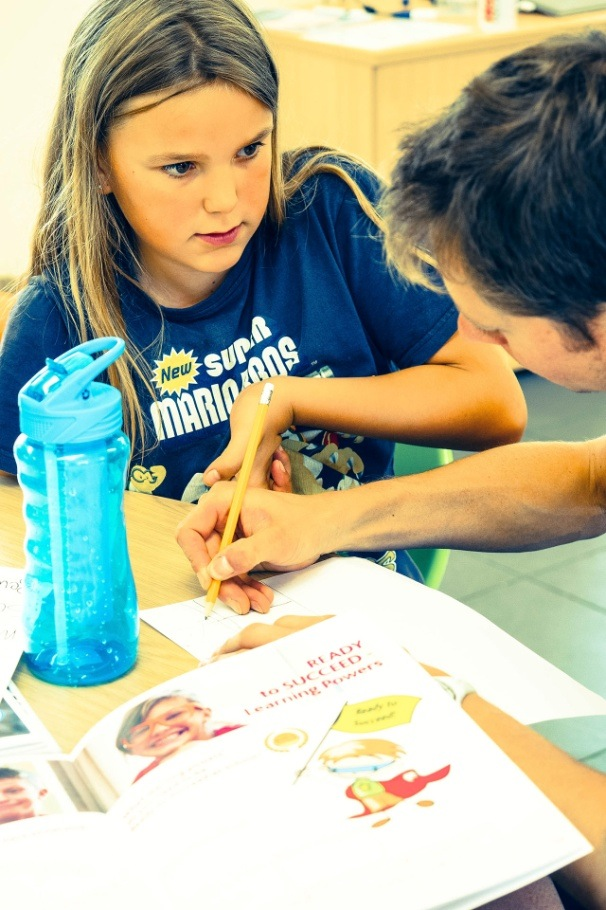 New SUPER
MARIO BROS
READY
to SUCCEED -
Learning Powers
Ready to
Succeed!